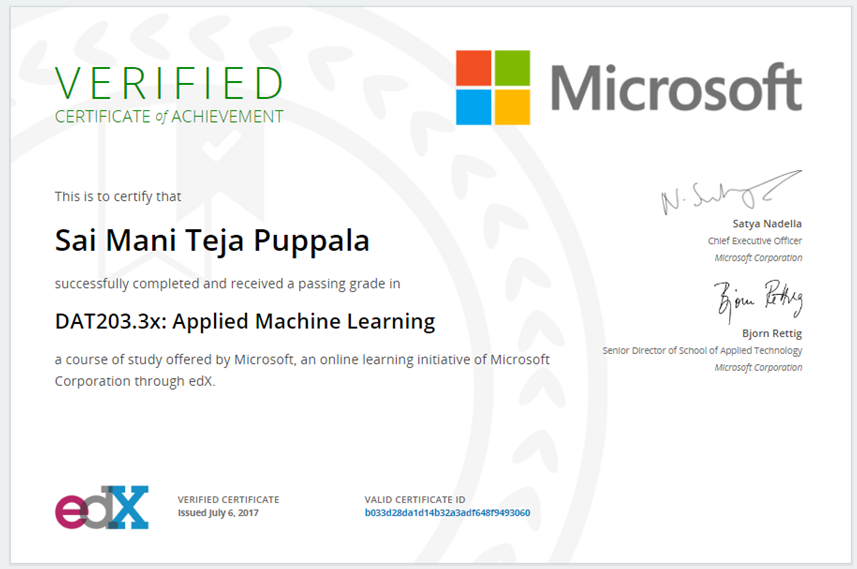 VERIFIED
CERTIFICATE of ACHIEVEMENT
Microsoft
This is to certify that
Sai Mani Teja Puppala
successfully completed and received a passing grade in
DAT203.3x: Applied Machine Learning
a course of study offered by Microsoft, an online learning initiative of Microsoft
Corporation through edX.
Satya Nadella
Chief Executive Officer
Microsoft Corporation
Bjorn Rettig
Bjorn Rettig
Senior Director of School of Applied Technology
Microsoft Corporation
edX
VERIFIED CERTIFICATE
Issued July 6, 2017
VALID CERTIFICATE ID
b033d28da1d14b32a3adf648f9493060